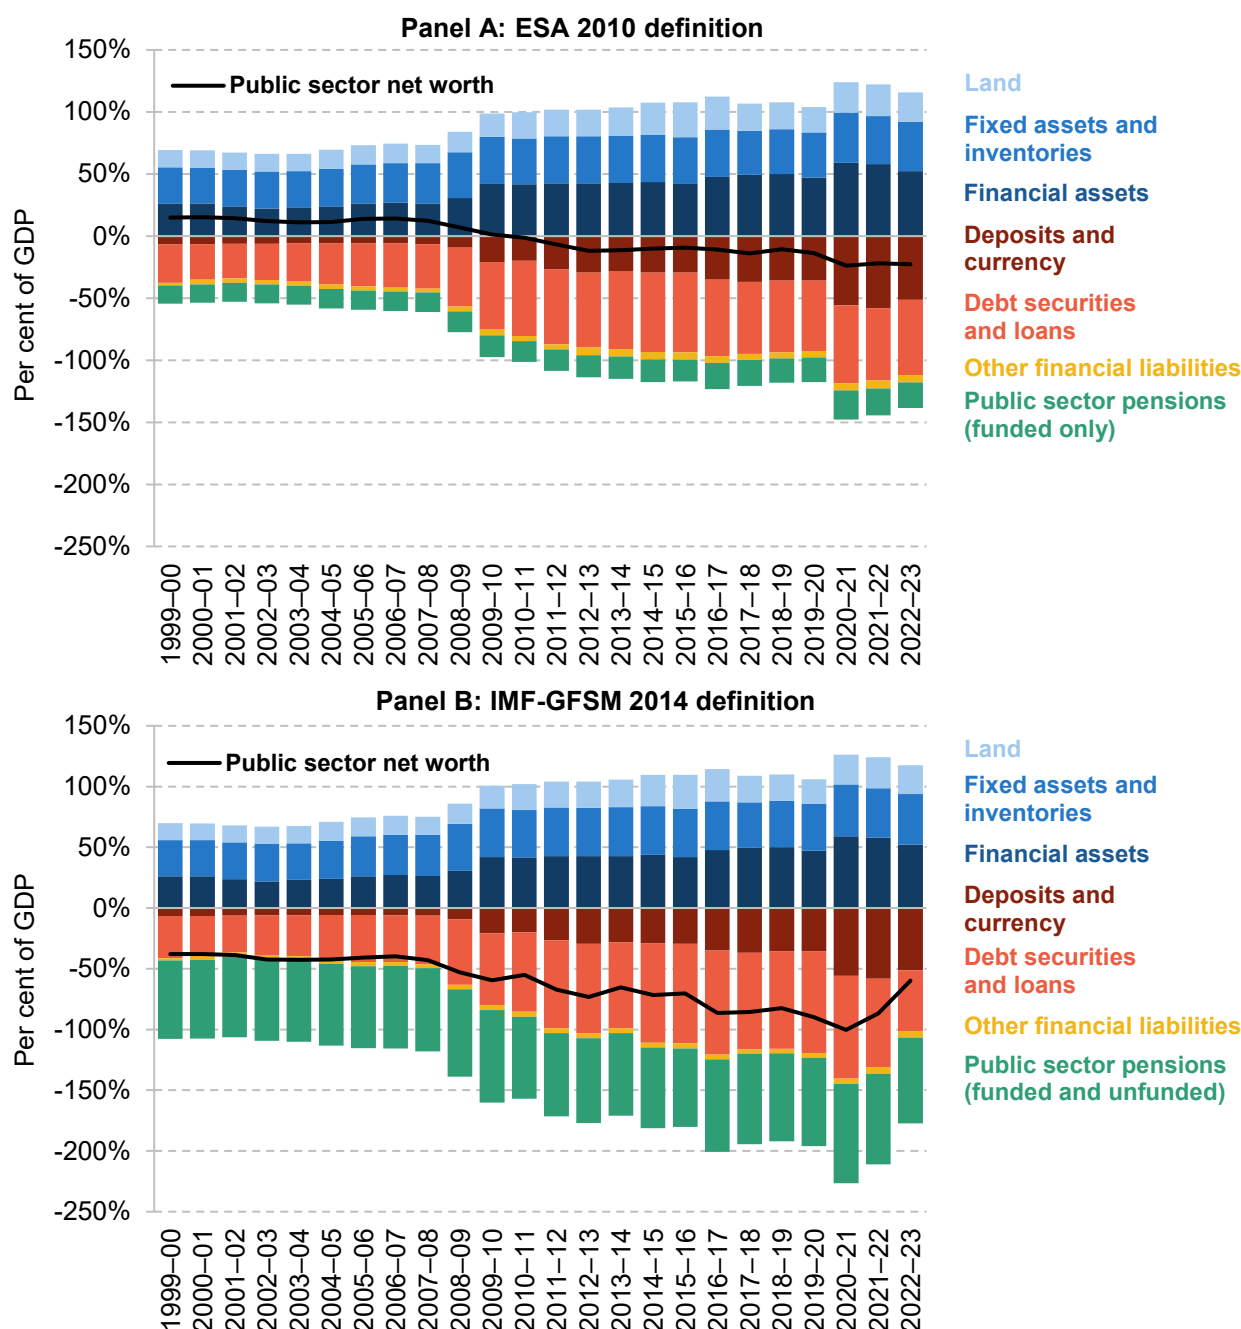 Panel A: ESA 2010 definition
150%
100%
50%
0%
-50%
-100%
-150%
-200%
-250%
Per cent of GDP
Public sector net worth
Land
Fixed assets and
inventories
Financial assets
Deposits and
currency
Debt securities
and loans
Other financial liabilities
Public sector pensions
(funded only)
1999–00
2000–01
2001–02
2002–03
2003–04
2004–05
2005–06
2006–07
2007–08
2008–09
2009–10
2010–11
2011–12
2012–13
2013–14
2014–15
2015–16
2016–17
2017–18
2018–19
2019–20
2020–21
2021–22
2022–23
Panel B: IMF-GFSM 2014 definition
150%
100%
50%
0%
-50%
-100%
-150%
-200%
-250%
Per cent of GDP
Public sector net worth
Land
Fixed assets and
inventories
Financial assets
Deposits and
currency
Debt securities
and loans
Other financial liabilities
Public sector pensions
(funded and unfunded)
1999–00
2000–01
2001–02
2002–03
2003–04
2004–05
2005–06
2006–07
2007–08
2008–09
2009–10
2010–11
2011–12
2012–13
2013–14
2014–15
2015–16
2016–17
2017–18
2018–19
2019–20
2020–21
2021–22
2022–23